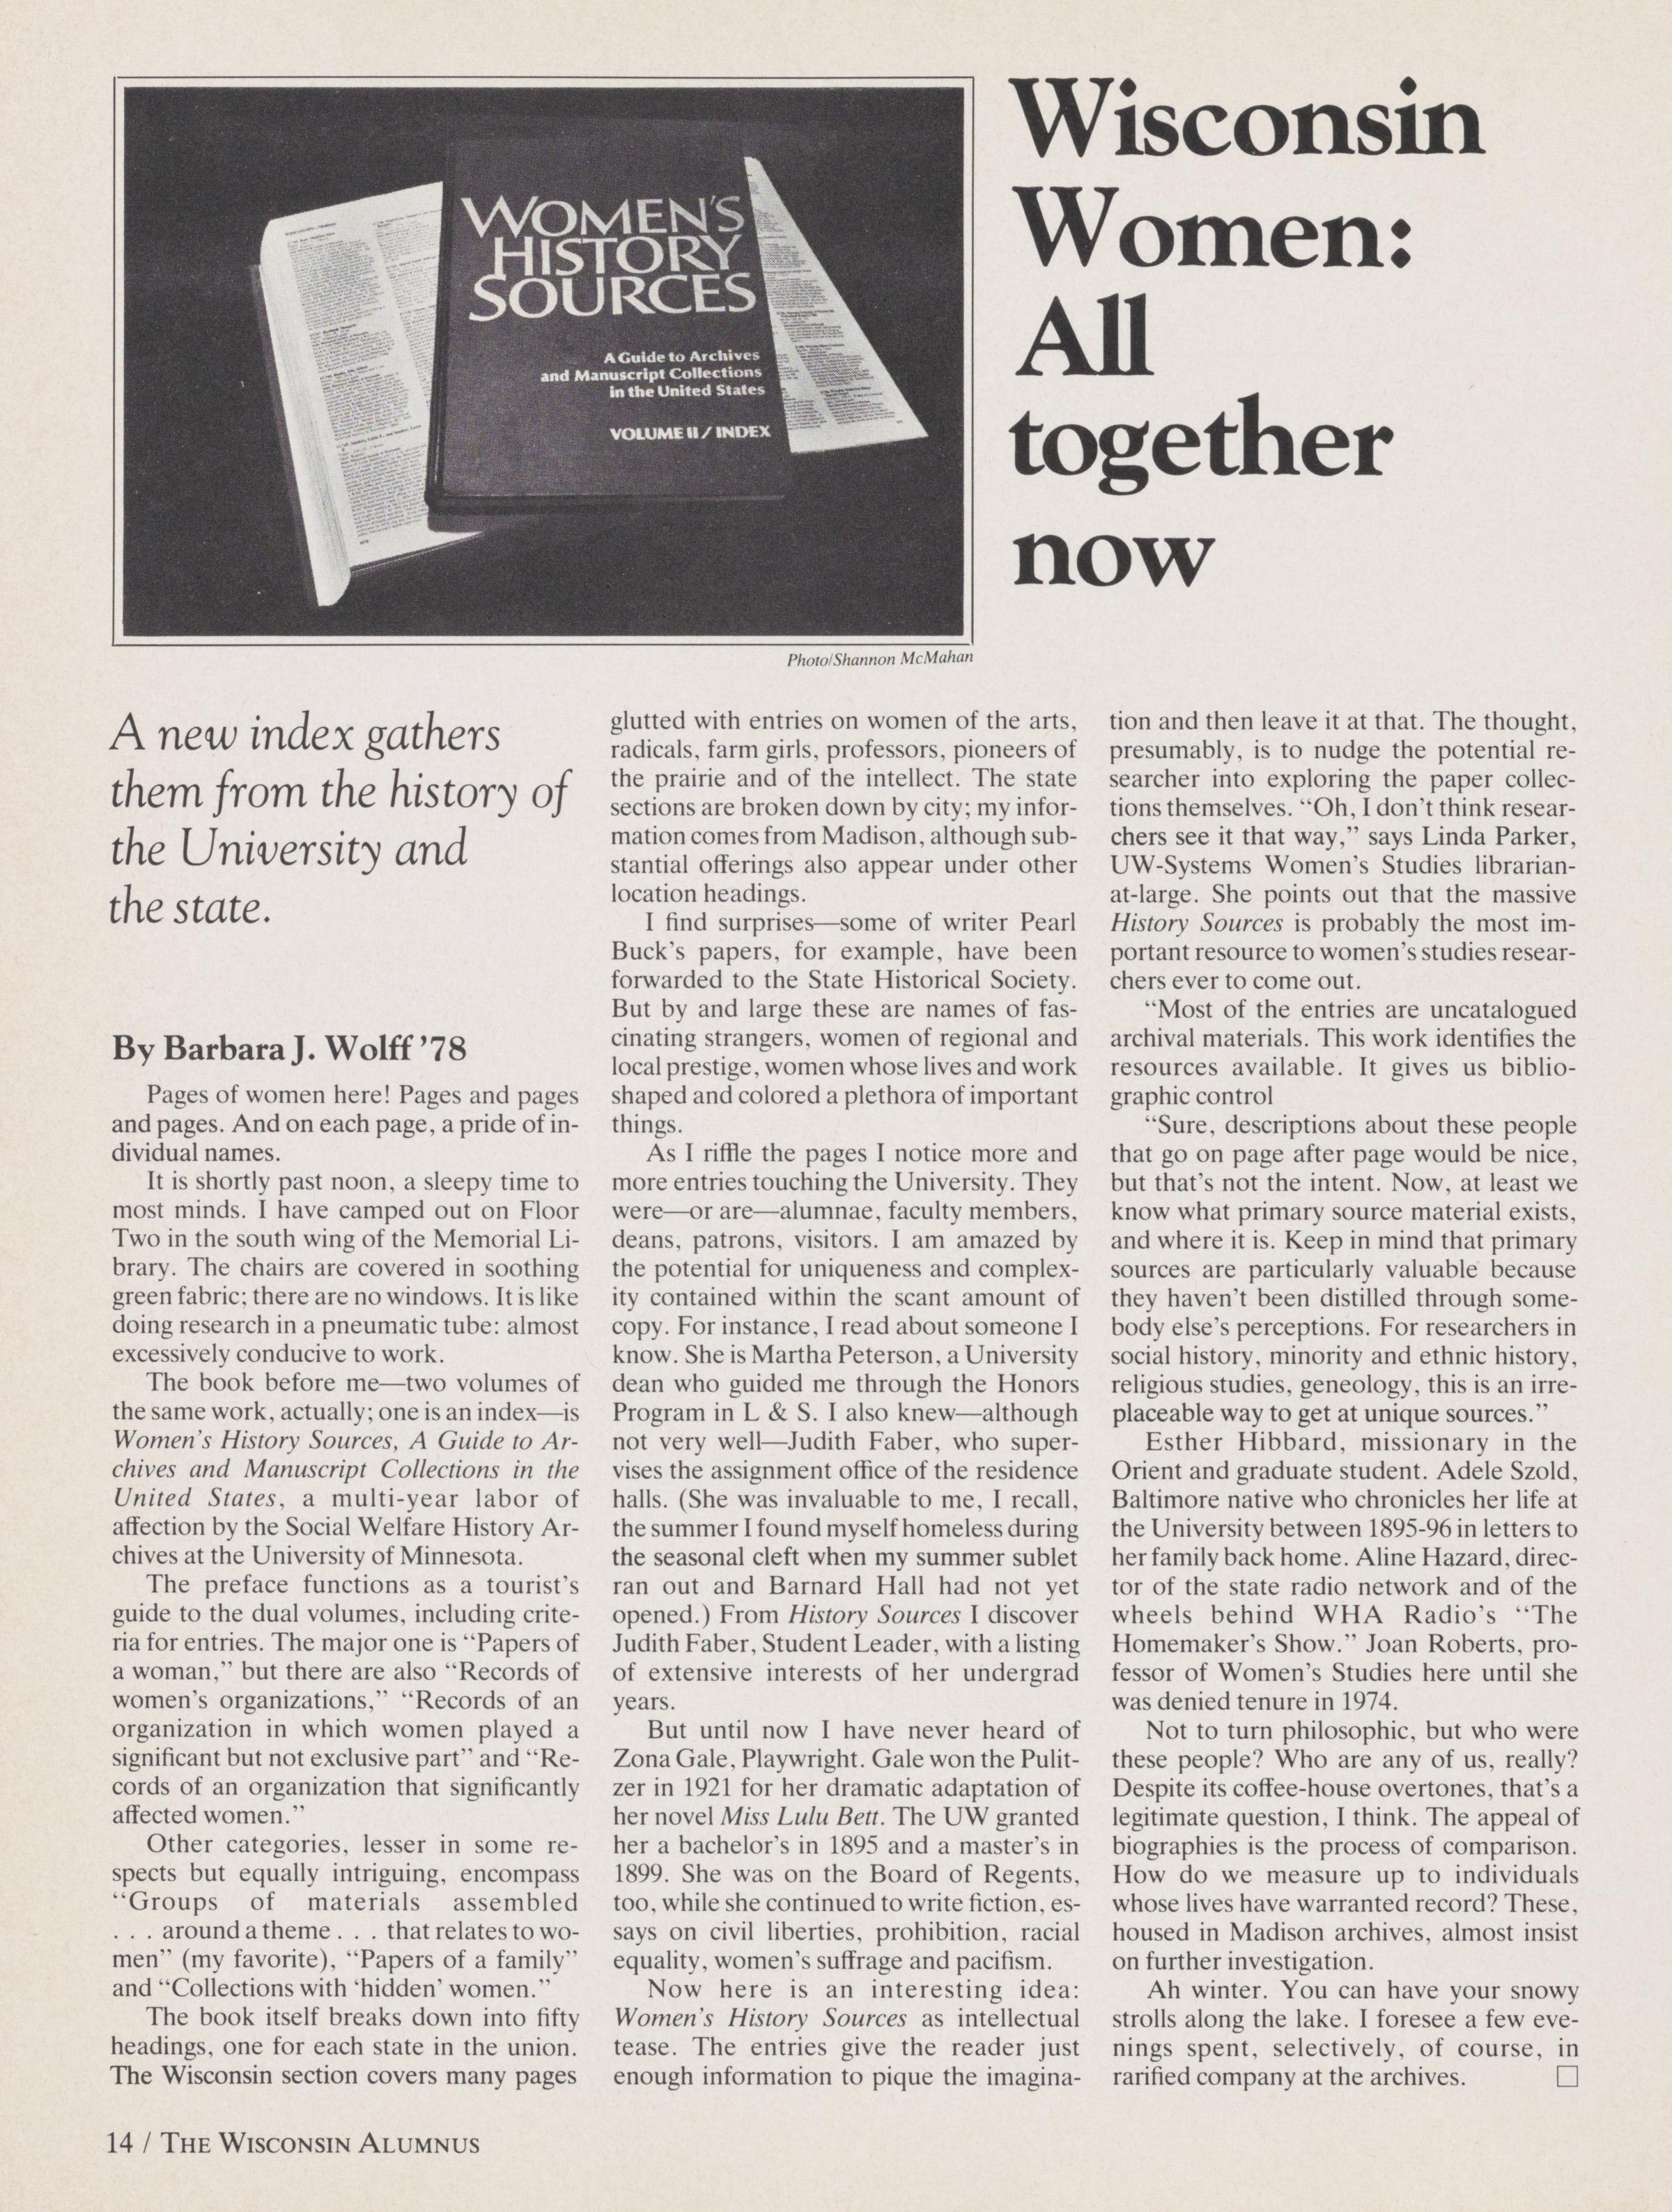 WOMEN'S
HISTORY
SOURCES
A Guide to Archives
and Manuscript Collections
in the United States
VOLUME II / INDEX
Photo/Shannon McMahan
Wisconsin
Women:
All
together
now
A new index gathers
them from the history of
the University and
the state.
By Barbara J. Wolff ’78
Pages of women here! Pages and pages
and pages. And on each page, a pride of in-
dividual names.
It is shortly past noon, a sleepy time to
most minds. I have camped out on Floor
Two in the south wing of the Memorial Li-
brary. The chairs are covered in soothing
green fabric; there are no windows. It is like
doing research in a pneumatic tube: almost
excessively conducive to work.
The book before me—two volumes of
the same work, actually; one is an index—is
Women's History Sources, A Guide to Ar-
chives and Manuscript Collections in the
United States, a multi-year labor of
affection by the Social Welfare History Ar-
chives at the University of Minnesota.
The preface functions as a tourist's
guide to the dual volumes, including crite-
ria for entries. The major one is “Papers of
a woman,” but there are also “Records of
women's organizations,” “Records of an
organization in which women played a
significant but not exclusive part” and “Re-
cords of an organization that significantly
affected women.”
Other categories, lesser in some re-
spects but equally intriguing, encompass
“Groups of materials assembled
. . . around a theme . . . that relates to wo-
men” (my favorite), “Papers of a family”
and “Collections with ‘hidden’ women.”
The book itself breaks down into fifty
headings, one for each state in the union.
The Wisconsin section covers many pages
glutted with entries on women of the arts,
radicals, farm girls, professors, pioneers of
the prairie and of the intellect. The state
sections are broken down by city; my infor-
mation comes from Madison, although sub-
stantial offerings also appear under other
location headings.
I find surprises—some of writer Pearl
Buck's papers, for example, have been
forwarded to the State Historical Society.
But by and large these are names of fas-
cinating strangers, women of regional and
local prestige, women whose lives and work
shaped and colored a plethora of important
things.
As I riffle the pages I notice more and
more entries touching the University. They
were—or are—alumnae, faculty members,
deans, patrons, visitors. I am amazed by
the potential for uniqueness and complex-
ity contained within the scant amount of
copy. For instance, I read about someone I
know. She is Martha Peterson, a University
dean who guided me through the Honors
Program in L & S. I also knew—although
not very well—Judith Faber, who super-
vises the assignment office of the residence
halls. (She was invaluable to me, I recall,
the summer I found myself homeless during
the seasonal cleft when my summer sublet
ran out and Barnard Hall had not yet
opened.) From History Sources I discover
Judith Faber, Student Leader, with a listing
of extensive interests of her undergrad
years.
But until now I have never heard of
Zona Gale, Playwright. Gale won the Pulit-
zer in 1921 for her dramatic adaptation of
her novel Miss Lulu Bett. The UW granted
her a bachelor's in 1895 and a master's in
1899. She was on the Board of Regents,
too, while she continued to write fiction, es-
says on civil liberties, prohibition, racial
equality, women's suffrage and pacifism.
Now here is an interesting idea:
Women's History Sources as intellectual
tease. The entries give the reader just
enough information to pique the imagina-
tion and then leave it at that. The thought,
presumably, is to nudge the potential re-
searcher into exploring the paper collec-
tions themselves. “Oh, I don't think resear-
chers see it that way,” says Linda Parker,
UW-Systems Women's Studies librarian-
at-large. She points out that the massive
History Sources is probably the most im-
portant resource to women's studies resear-
chers ever to come out.
“Most of the entries are uncatalogued
archival materials. This work identifies the
resources available. It gives us biblio-
graphic control
“Sure, descriptions about these people
that go on page after page would be nice,
but that's not the intent. Now, at least we
know what primary source material exists,
and where it is. Keep in mind that primary
sources are particularly valuable because
they haven't been distilled through some-
body else's perceptions. For researchers in
social history, minority and ethnic history,
religious studies, geneology, this is an irre-
placeable way to get at unique sources.”
Esther Hibbard, missionary in the
Orient and graduate student. Adele Szold,
Baltimore native who chronicles her life at
the University between 1895-96 in letters to
her family back home. Aline Hazard, direc-
tor of the state radio network and of the
wheels behind WHA Radio's “The
Homemaker's Show.” Joan Roberts, pro-
fessor of Women's Studies here until she
was denied tenure in 1974.
Not to turn philosophic, but who were
these people? Who are any of us, really?
Despite its coffee-house overtones, that's a
legitimate question, I think. The appeal of
biographies is the process of comparison.
How do we measure up to individuals
whose lives have warranted record? These,
housed in Madison archives, almost insist
on further investigation.
Ah winter. You can have your snowy
strolls along the lake. I foresee a few eve-
nings spent, selectively, of course, in
rarified company at the archives. □
14 / THE WISCONSIN ALUMNUS